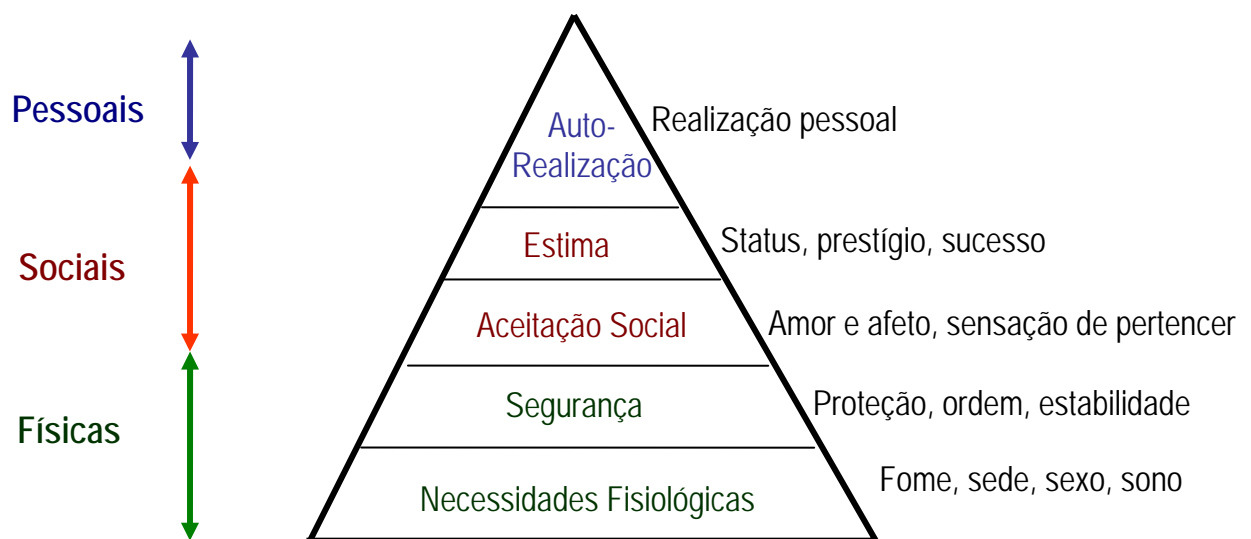 Pessoais
Auto-
Realização
Realização pessoal
Sociais
Estima
Status, prestígio, sucesso
Aceitação Social
Amor e afeto, sensação de pertencer
Físicas
Segurança
Proteção, ordem, estabilidade
Necessidades Fisiológicas
Fome, sede, sexo, sono